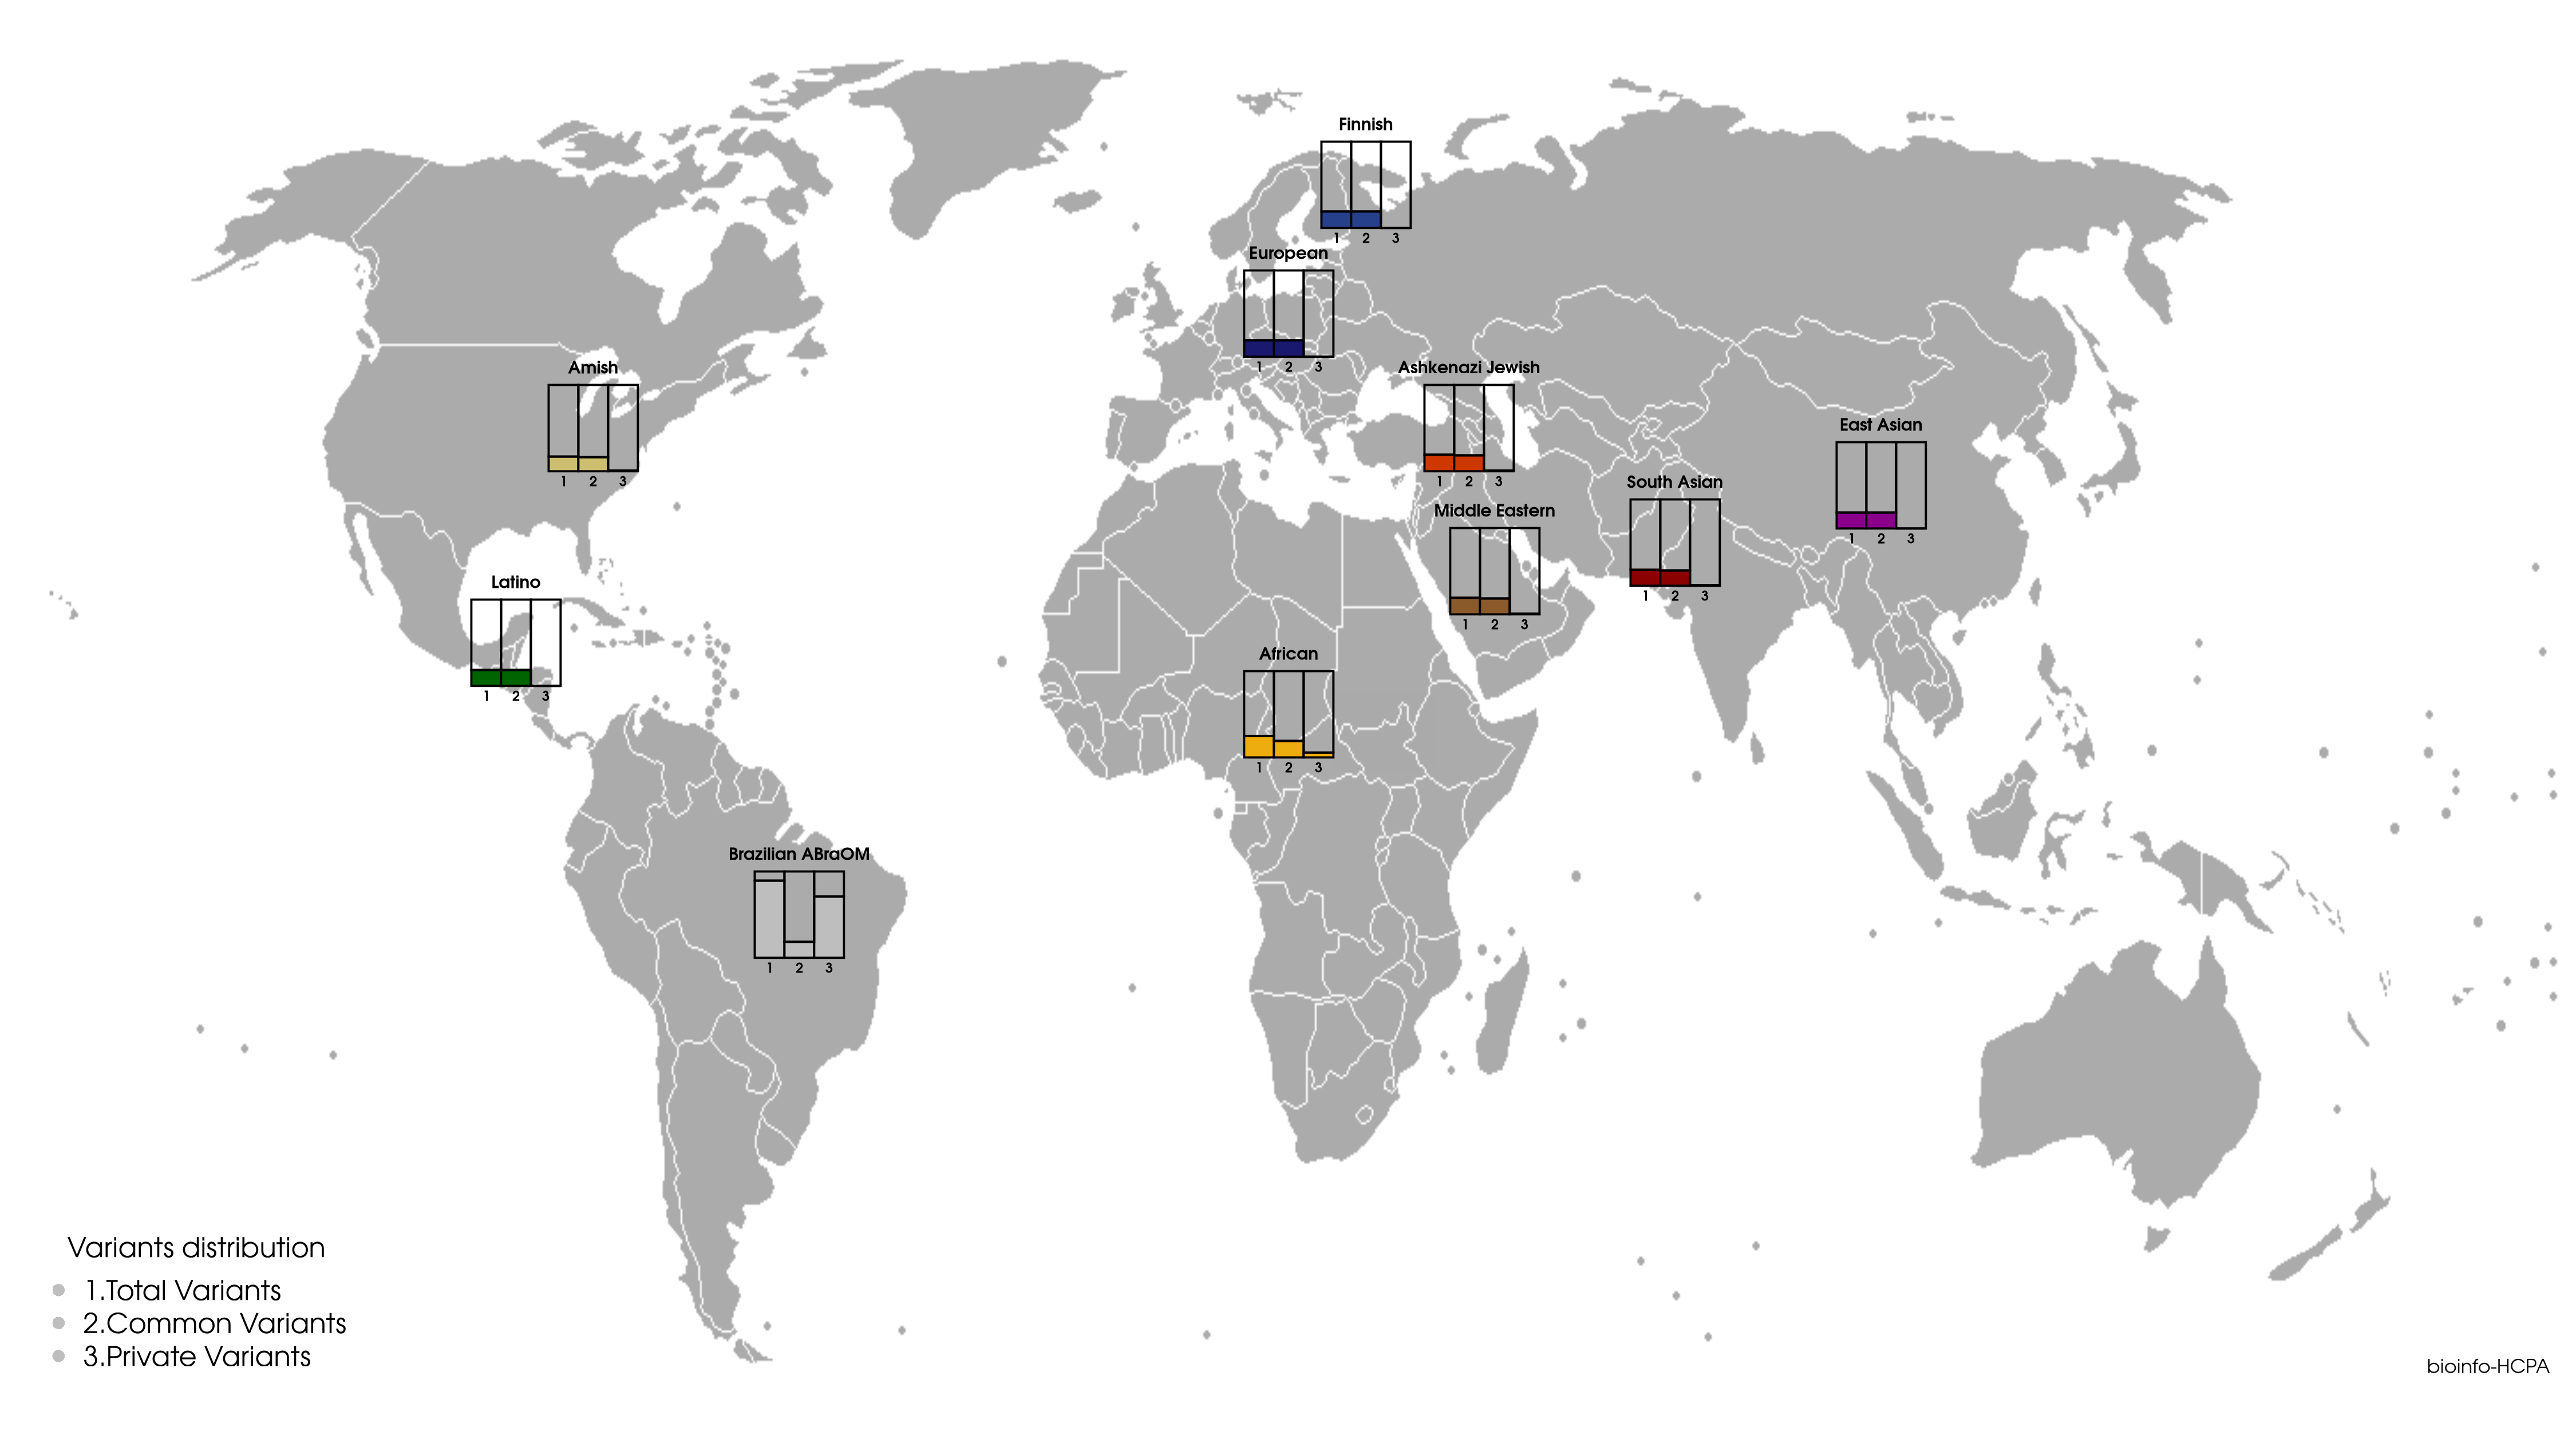 Finnish
1 2 3
European
1 2 3
Amish
1 2 3
Ashkenazi Jewish
1 2 3
East Asian
1 2 3
South Asian
1 2 3
Middle Eastern
1 2 3
Latino
1 2 3
African
1 2 3
Brazilian ABraOM
1 2 3
Variants distribution
1.Total Variants
2.Common Variants
3.Private Variants
bioinfo-HCPA